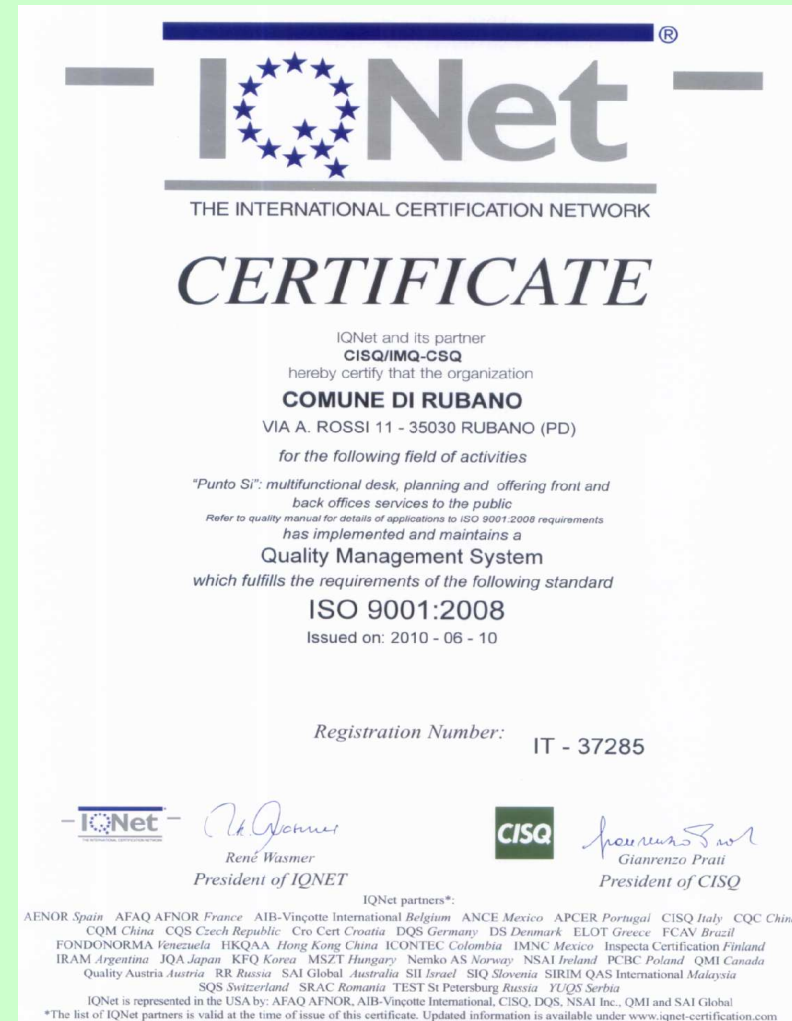 ®
IQNet
THE INTERNATIONAL CERTIFICATION NETWORK
CERTIFICATE
IQNet and its partner
CISQ/IMQ-CSQ
hereby certify that the organization
COMUNE DI RUBANO
VIA A. ROSSI 11 - 35030 RUBANO (PD)
for the following field of activities
"Punto Si": multifunctional desk, planning and offering front and
back offices services to the public
Refer to quality manual for details of applications to ISO 9001:2008 requirements
has implemented and maintains a
Quality Management System
which fulfills the requirements of the following standard
ISO 9001:2008
Issued on: 2010 - 06 - 10
Registration Number: IT - 37285
IQNet
THE INTERNATIONAL CERTIFICATION NETWORK
CISQ
René Wasmer
Gianrenzo Prati
President of IQNET
President of CISQ
IQNet partners*:
AENOR Spain AFAQ AFNOR France AIB-Vinçotte International Belgium ANCE Mexico APCER Portugal CISQ Italy CQC China
CQM China CQS Czech Republic Cro Cert Croatia DQS Germany DS Denmark ELOT Greece FCAV Brazil
FONDONORMA Venezuela HKQAA Hong Kong China ICONTEC Colombia IMNC Mexico Inspecta Certification Finland
IRAM Argentina JQA Japan KFQ Korea MSZT Hungary Nemko AS Norway NSAI Ireland PCBC Poland QMI Canada
Quality Austria Austria RR Russia SAI Global Australia SII Israel SIQ Slovenia SIRIM QAS International Malaysia
SQS Switzerland SRAC Romania TEST St Petersburg Russia YUQS Serbia
IQNet is represented in the USA by: AFAQ AFNOR, AIB-Vinçotte International, CISQ, DQS, NSAI Inc., QMI and SAI Global
*The list of IQNet partners is valid at the time of issue of this certificate. Updated information is available under www.iqnet-certification.com